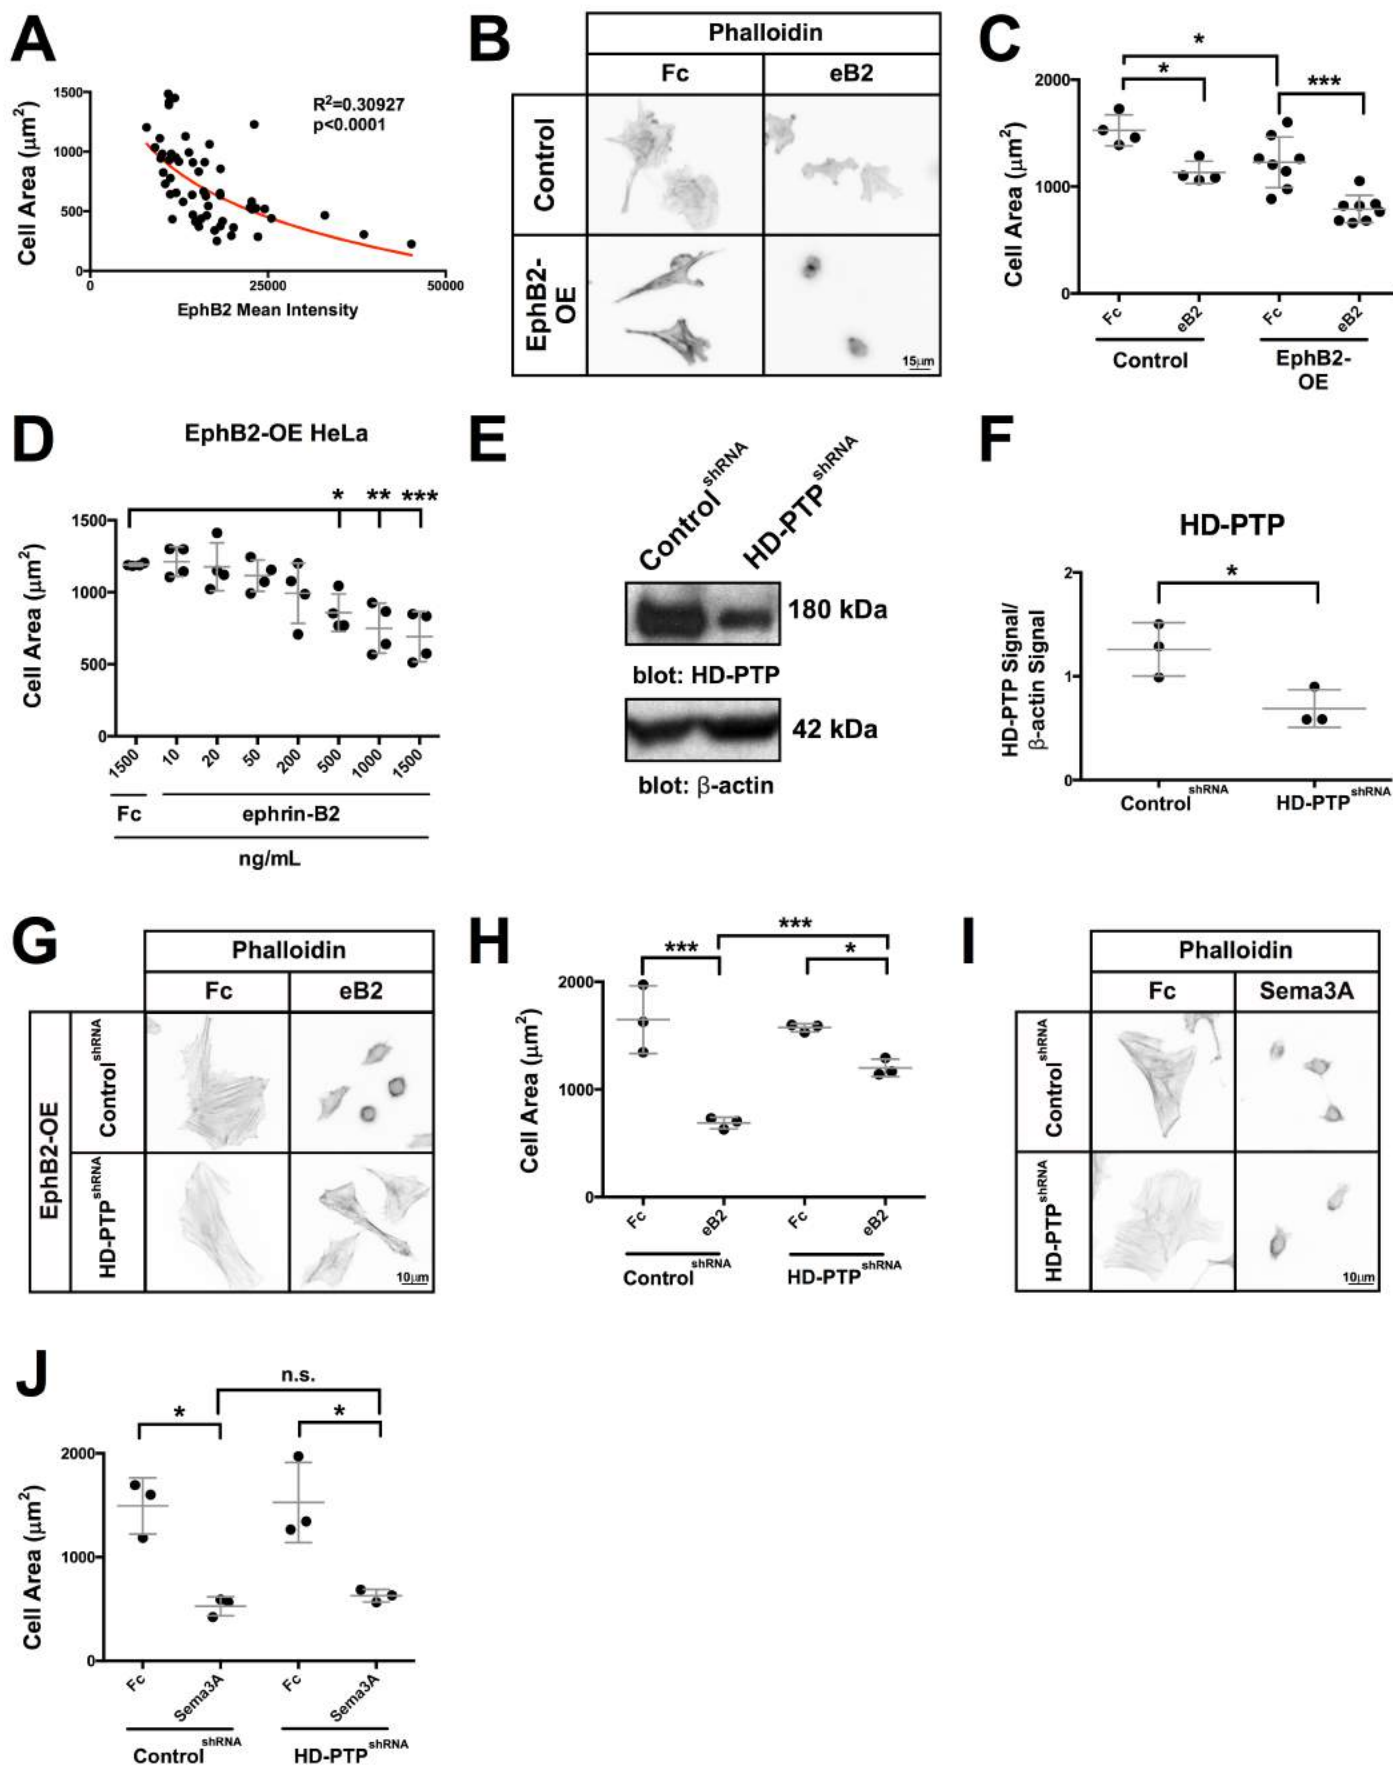 A
1500
1000
500
0
Cell Area (μm²)
R²=0.30927
p<0.0001
0
25000
50000
EphB2 Mean Intensity
B
Phalloidin
Fc
eB2
Control
EphB2-
OE
15μm
C
*
*
***
2000
1000
0
Cell Area (μm²)
Fc
eB2
Fc
eB2
Control
EphB2-
OE
D
EphB2-OE HeLa
*
**
***
1500
1000
500
0
Cell Area (μm²)
1500
10
20
50
200
500
1000
1500
Fc
ephrin-B2
ng/mL
E
Control shRNA
HD-PTP shRNA
180 kDa
blot: HD-PTP
42 kDa
blot: β-actin
F
HD-PTP
*
2
1
0
HD-PTP Signal/
β-actin Signal
Control shRNA
HD-PTP shRNA
G
Phalloidin
Fc
eB2
EphB2-OE
Control shRNA
HD-PTP shRNA
10μm
H
***
***
*
2000
1000
0
Cell Area (μm²)
Fc
eB2
Fc
eB2
Control shRNA
HD-PTP shRNA
I
Phalloidin
Fc
Sema3A
Control shRNA
HD-PTP shRNA
10μm
J
n.s.
*
*
2000
1000
0
Cell Area (μm²)
Fc
Sema3A
Fc
Sema3A
Control shRNA
HD-PTP shRNA